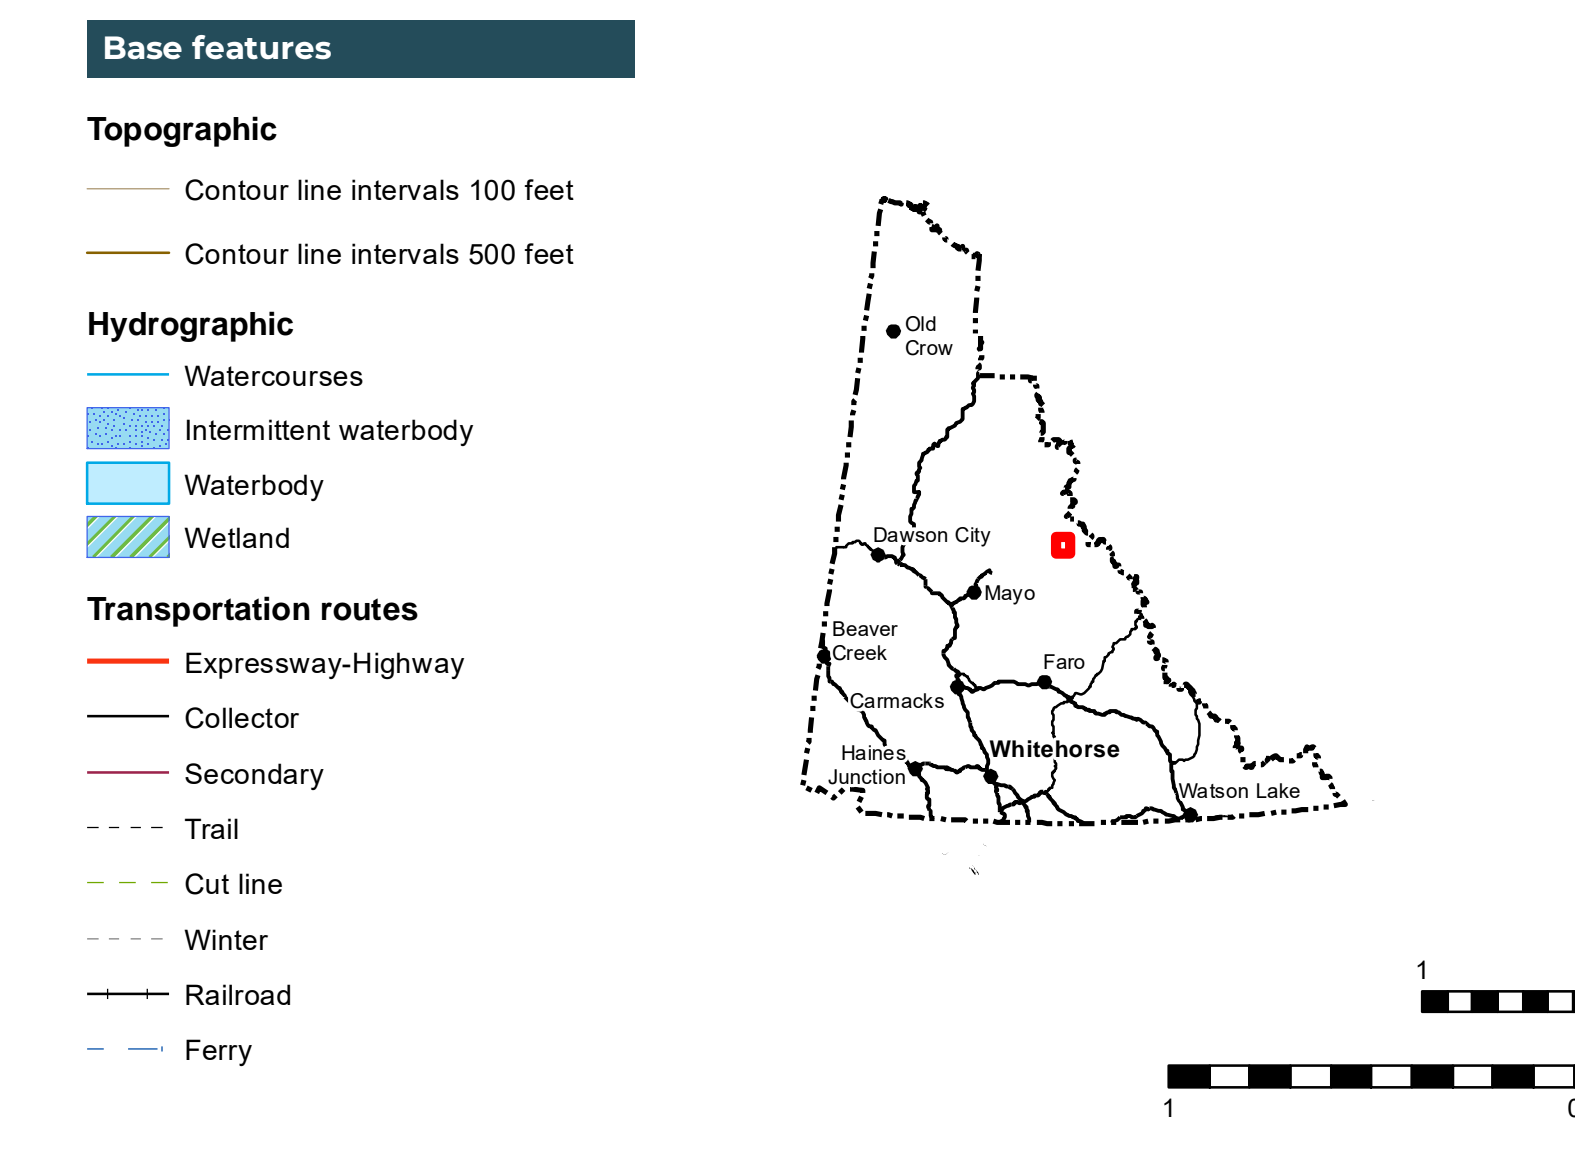 Base features
Topographic
Contour line intervals 100 feet
Contour line intervals 500 feet
Hydrographic
Watercourses
Intermittent waterbody
Waterbody
Wetland
Transportation routes
Expressway-Highway
Collector
Secondary
Trail
Cut line
Winter
Railroad
Ferry
Old
Crow
Dawson City
Mayo
Beaver
Creek
Faro
Carmacks
Whitehorse
Haines
Junction
Watson Lake
1
1
0